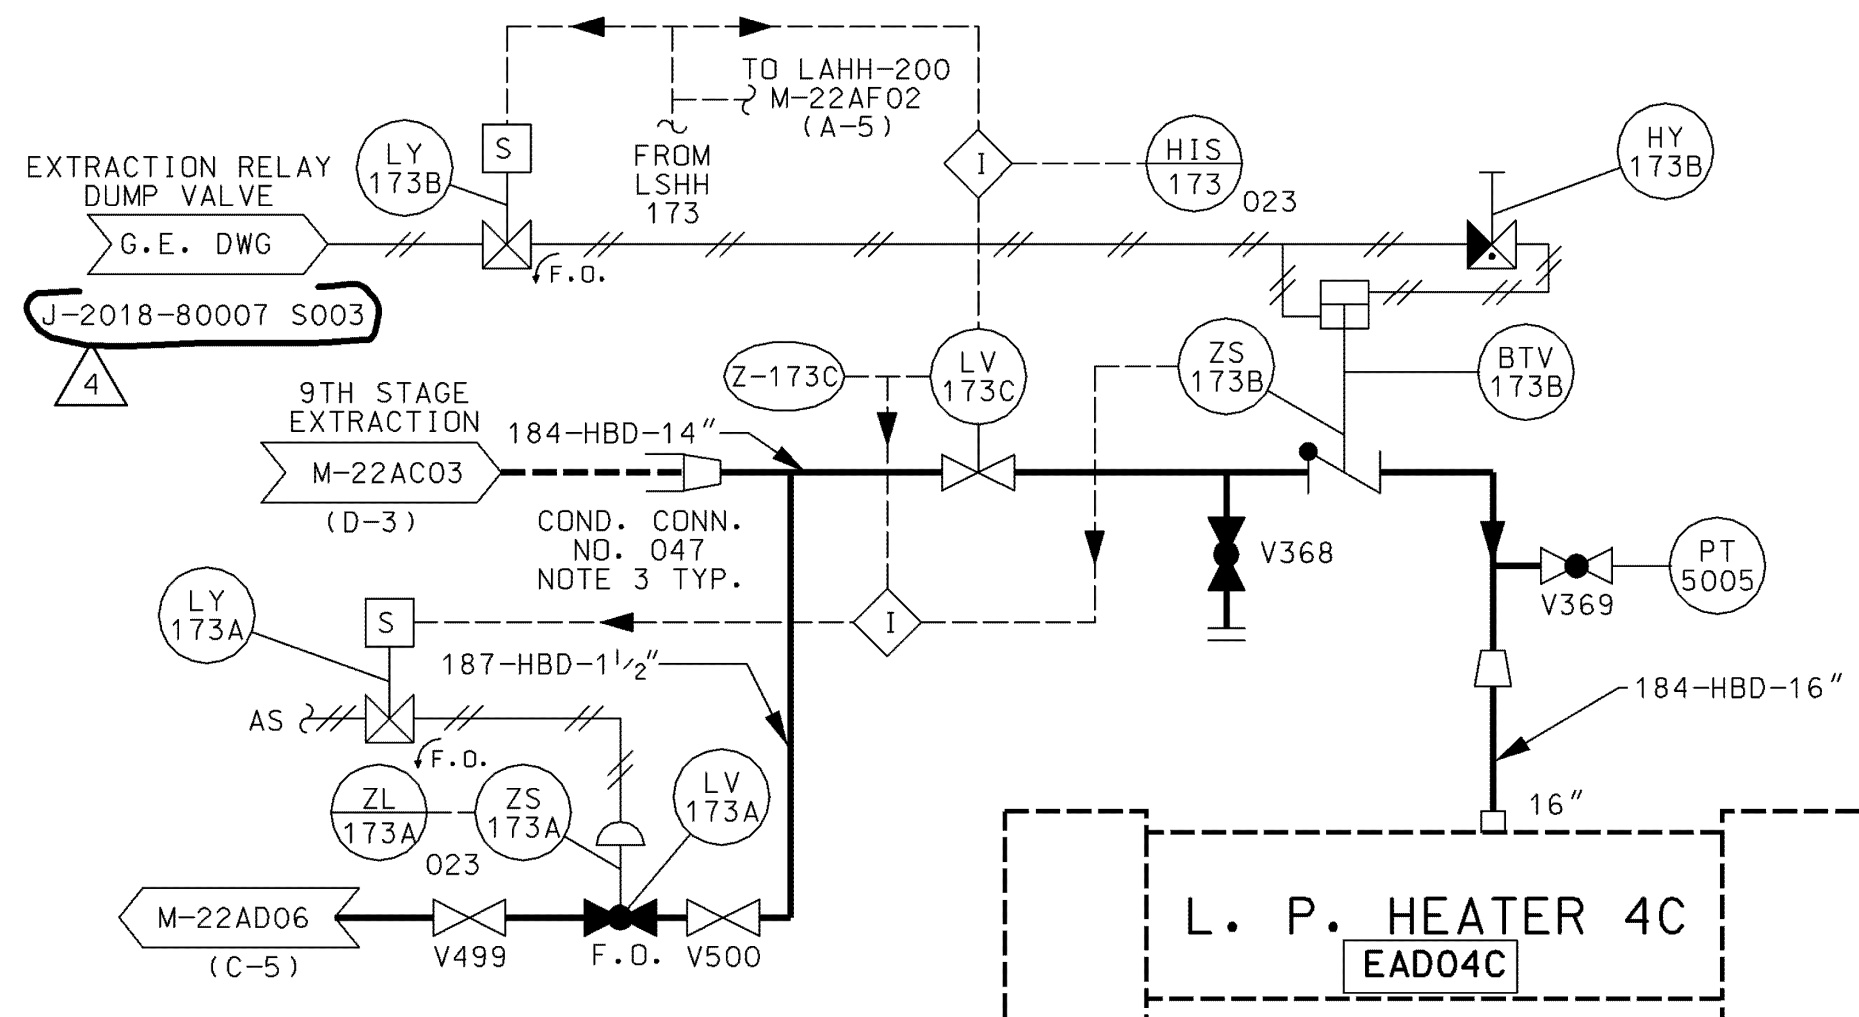 TO LAHH-200
M-22AF02
(A-5)
LY
173B
S
FROM
LSHH
173
I
HIS
173
023
HY
173B
EXTRACTION RELAY
DUMP VALVE
G.E. DWG
F.O.
J-2018-80007 S003
4
Z-173C
LV
173C
ZS
173B
BTV
173B
9TH STAGE
EXTRACTION
184-HBD-14"
M-22AC03
(D-3)
COND. CONN.
NO. 047
NOTE 3 TYP.
V368
PT
5005
V369
LY
173A
S
I
187-HBD-1 1/2"
184-HBD-16"
AS
F.O.
ZL
173A
023
ZS
173A
LV
173A
16"
M-22AD06
(C-5)
V499
F.O.
V500
L. P. HEATER 4C
EAD04C